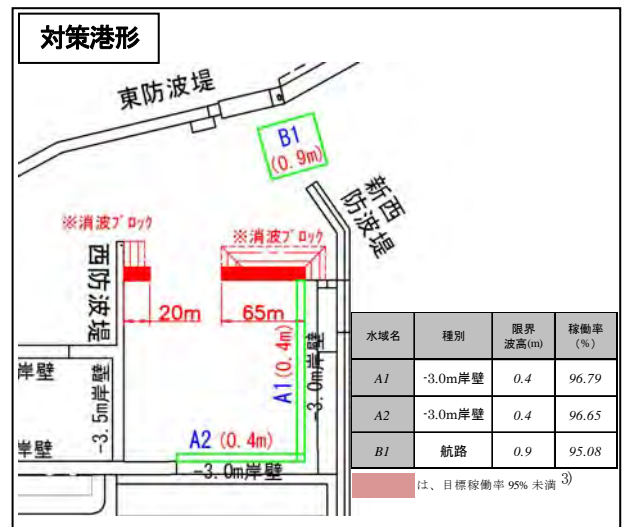 対策港形
東防波堤
B1
(0.9m)
新西
防波堤
※消波ブロック
※消波ブロック
西防波堤
20m
65m
A1(0.4m)
-3.0m岸壁
岸壁
-3.5m岸壁
岸壁
A2 (0.4m)
-3.0m岸壁
水域名 種別 限界波高(m) 稼働率(%)
A1 -3.0m岸壁 0.4 96.79
A2 -3.0m岸壁 0.4 96.65
B1 航路 0.9 95.08
は、目標稼働率 95% 未満 3)